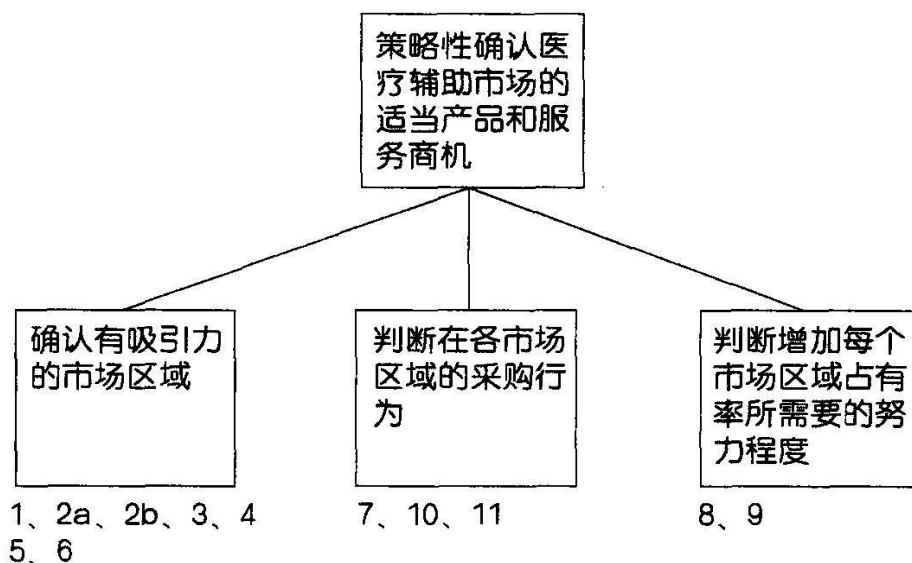 策略性确认医
疗辅助市场的
适当产品和服
务商机
确认有吸引力
的市场区域
1、2a、2b、3、4
5、6
判断在各市场
区域的采购行
为
7、10、11
判断增加每个
市场区域占有
率所需要的努
力程度
8、9